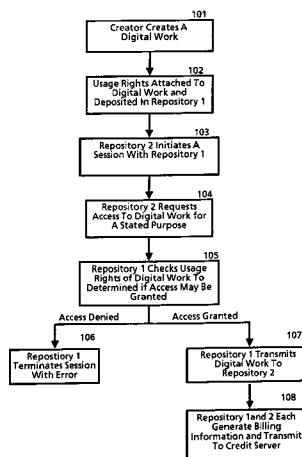 101
Creator Creates A
Digital Work
102
Usage Rights Attached To
Digital Work and
Deposited In Repository 1
103
Repository 2 Initiates A
Session With Repository 1
104
Repository 2 Requests
Access To Digital Work for
A Stated Purpose
105
Repository 1 Checks Usage
Rights of Digital Work To
Determined if Access May Be
Granted
Access Denied
Access Granted
106
Repostiory 1
Terminates Session
With Error
107
Repository 1 Transmits
Digital Work To
Repository 2
108
Repository 1and 2 Each
Generate Billing
Information and Transmit
To Credit Server